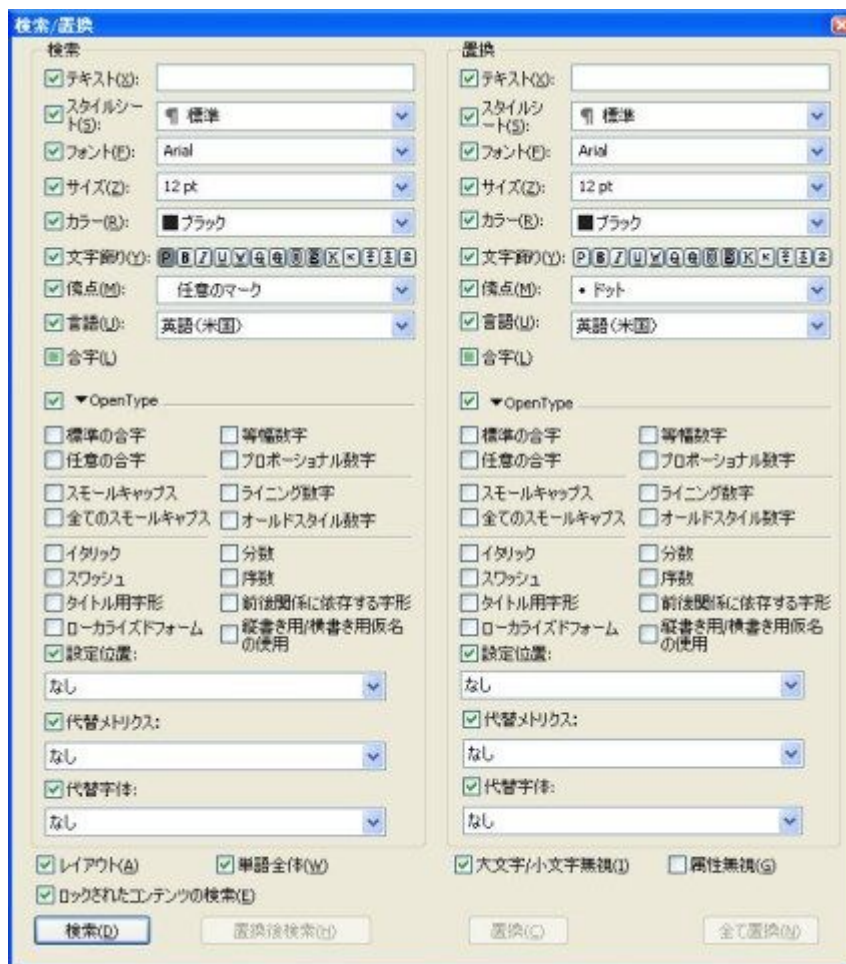 検索/置換
検索
テキスト(X):
スタイルシー
ト(S):
¶ 標準
フォント(F):
Arial
サイズ(Z):
12 pt
カラー(R):
ブラック
文字飾り(Y):
傍点(M):
任意のマーク
言語(U):
英語(米国)
合字(L)
▼OpenType
標準の合字
等幅数字
任意の合字
プロポーショナル数字
スモールキャップス
ライニング数字
全てのスモールキャプス
オールドスタイル数字
イタリック
分数
スワッシュ
序数
タイトル用字形
前後関係に依存する字形
ローカライズドフォーム
縦書き用/横書き用仮名
の使用
設定位置:
なし
代替メトリクス:
なし
代替字体:
なし
置換
テキスト(X):
スタイルシ
ート(S):
¶ 標準
フォント(F):
Arial
サイズ(Z):
12 pt
カラー(R):
ブラック
文字飾り(Y):
傍点(M):
• ドット
言語(U):
英語(米国)
合字(L)
▼OpenType
標準の合字
等幅数字
任意の合字
プロポーショナル数字
スモールキャップス
ライニング数字
全てのスモールキャプス
オールドスタイル数字
イタリック
分数
スワッシュ
序数
タイトル用字形
前後関係に依存する字形
ローカライズドフォーム
縦書き用/横書き用仮名
の使用
設定位置:
なし
代替メトリクス:
なし
代替字体:
なし
レイアウト(A)
単語全体(W)
大文字/小文字無視(I)
属性無視(G)
ロックされたコンテンツの検索(E)
検索(D)
置換後検索(H)
置換(C)
全て置換(N)